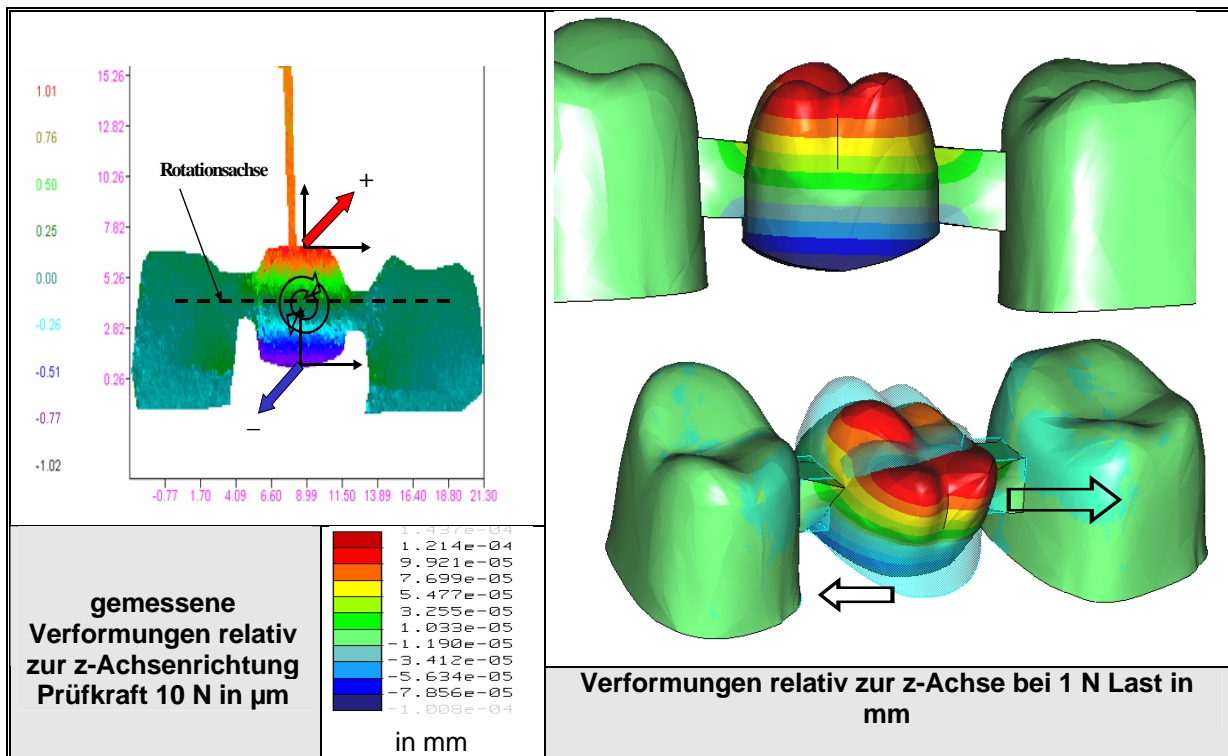 15.26
12.82
10.26
7.82
5.26
2.82
0.26
1.01
0.76
0.50
0.25
0.00
-0.26
-0.51
-0.77
-1.02
Rotationsachse
+
–
-0.77 1.70 4.09 6.60 8.99 11.50 13.89 16.40 18.80 21.30
gemessene
Verformungen relativ
zur z-Achsenrichtung
Prüfkraft 10 N in µm
1.437e-04
1.214e-04
9.921e-05
7.699e-05
5.477e-05
3.255e-05
1.033e-05
-1.190e-05
-3.412e-05
-5.634e-05
-7.856e-05
-1.008e-04
in mm
Verformungen relativ zur z-Achse bei 1 N Last in
mm